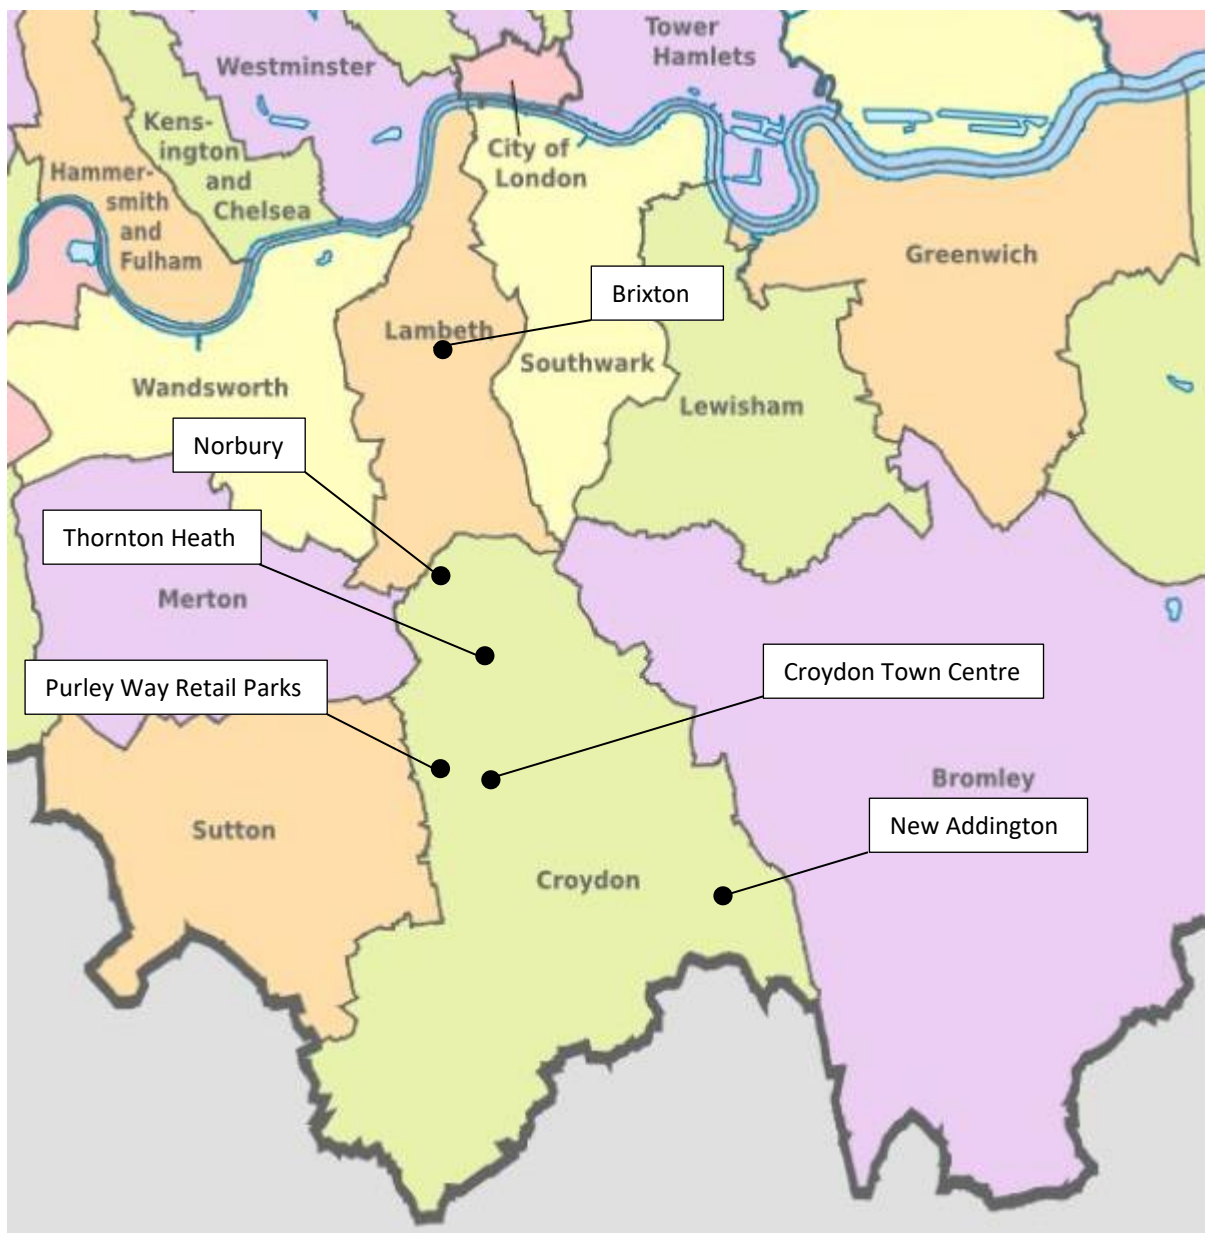 Tower
Hamlets
Westminster
Kens-
ington
and
Chelsea
City of
London
Hammer-
smith
and
Fulham
Greenwich
Brixton
Lambeth
Southwark
Wandsworth
Lewisham
Norbury
Thornton Heath
Merton
Croydon Town Centre
Purley Way Retail Parks
Bromley
New Addington
Sutton
Croydon